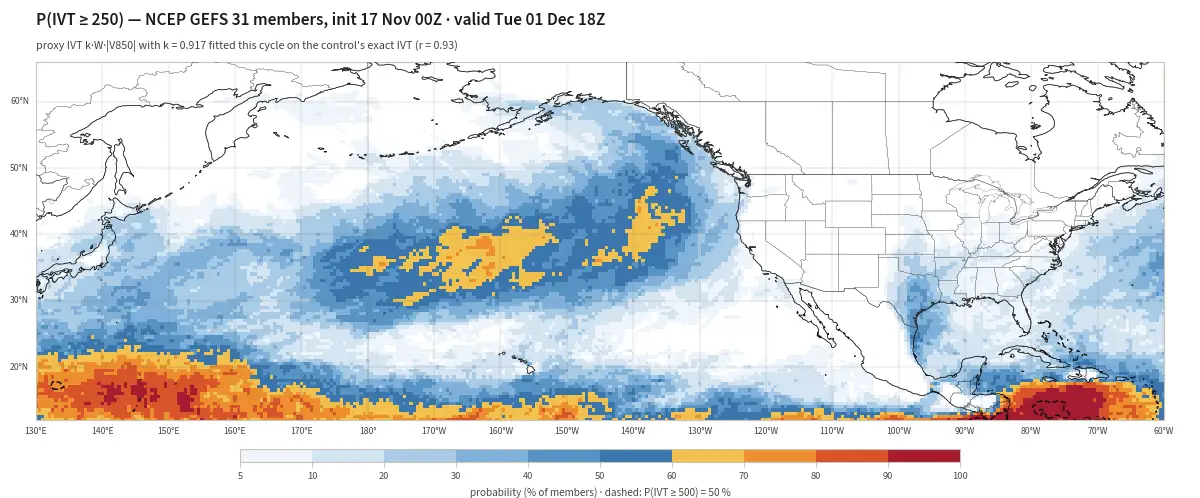 P(IVT ≥ 250) — NCEP GEFS 31 members, init 17 Nov 00Z · valid Tue 01 Dec 18Z
proxy IVT k·W·|V850| with k = 0.917 fitted this cycle on the control's exact IVT (r = 0.93)
60°N
50°N
40°N
30°N
20°N
130°E 140°E 150°E 160°E 170°E 180° 170°W 160°W 150°W 140°W 130°W 120°W 110°W 100°W 90°W 80°W 70°W 60°W
5 10 20 30 40 50 60 70 80 90 100
probability (% of members) · dashed: P(IVT ≥ 500) = 50 %